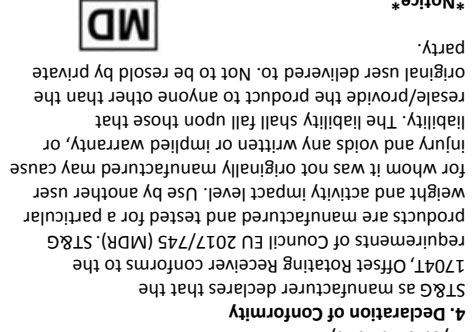 4. Declaration of Conformity
ST&G as manufacturer declares that the
1704T, Offset Rotating Receiver conforms to the
requirements of Council EU 2017/745 (MDR). ST&G
products are manufactured and tested for a particular
weight and activity impact level. Use by another user
for whom it was not originally manufactured may cause
injury and voids any written or implied warranty, or
liability. The liability shall fall upon those that
resale/provide the product to anyone other than the
original user delivered to. Not to be resold by private
party.
MD
*Notice*